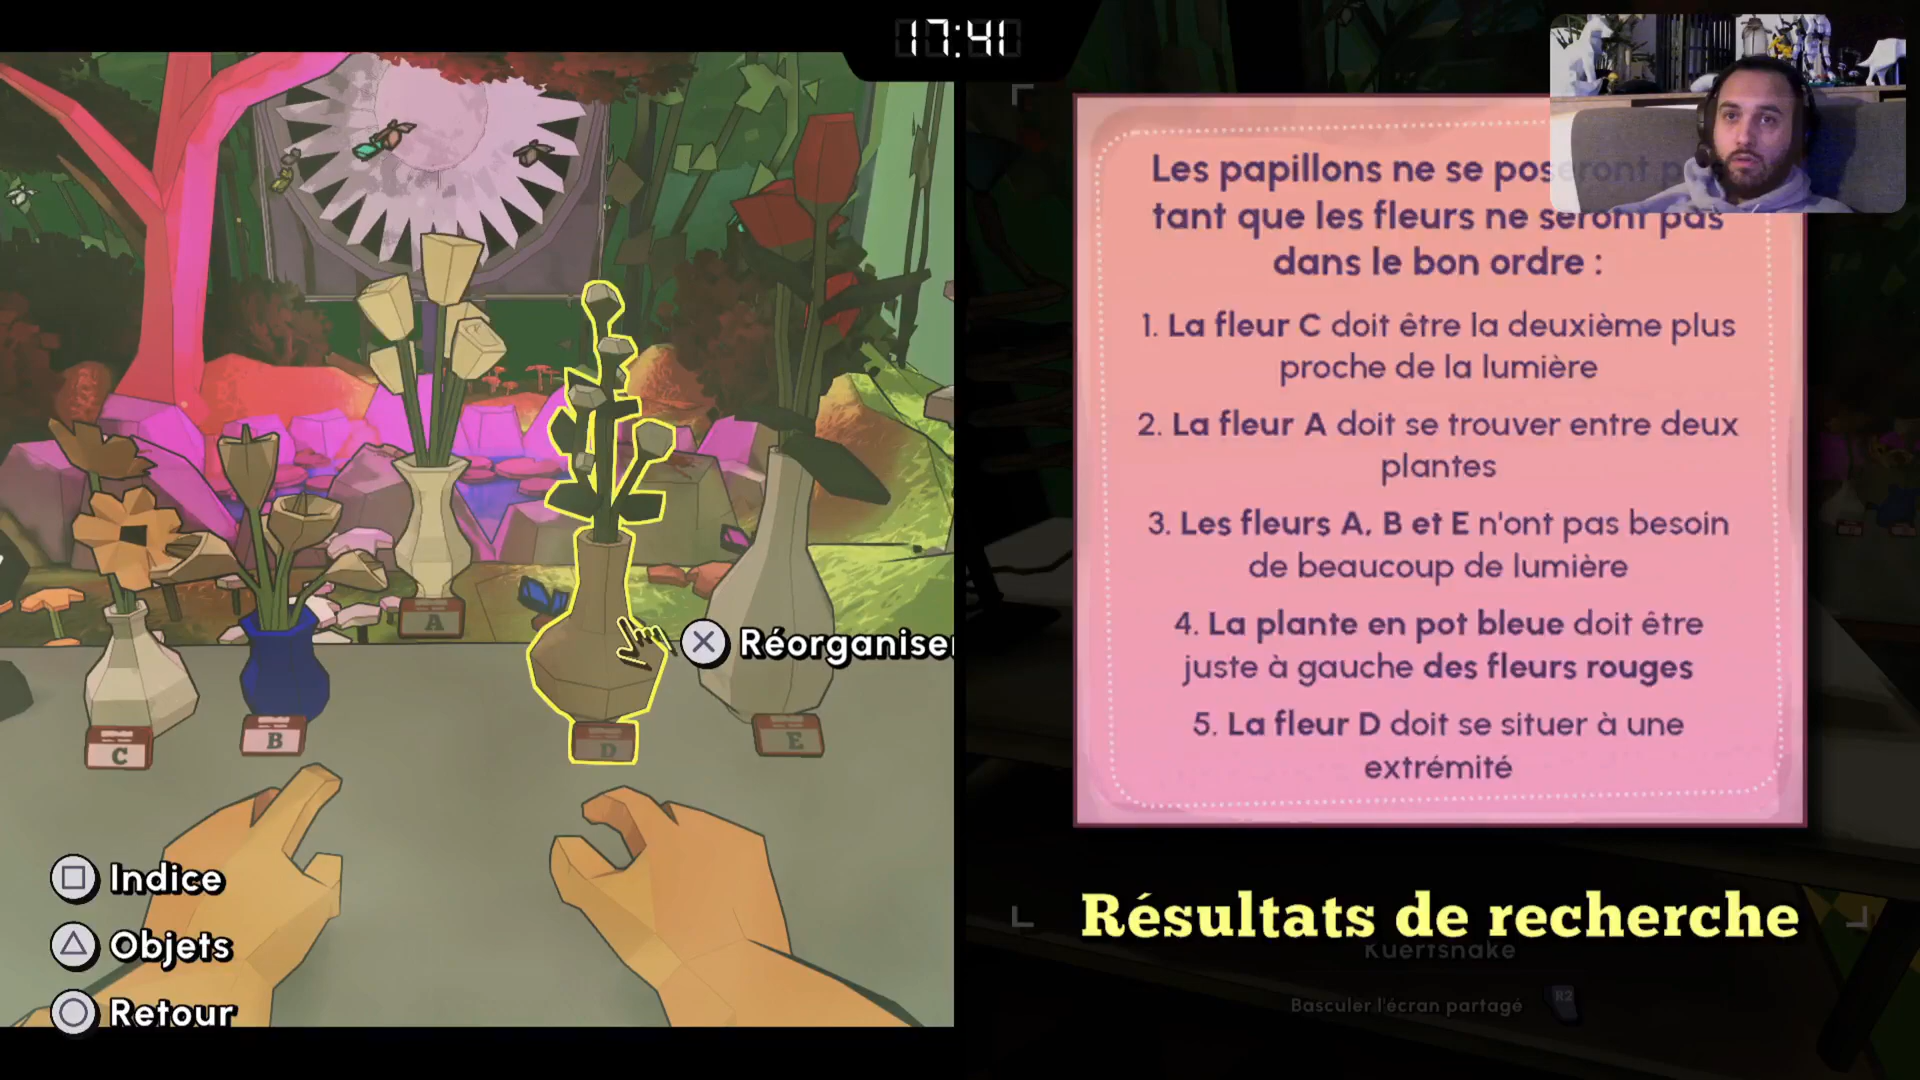 17:41
Les papillons ne se poseront
tant que les fleurs ne seront pas
dans le bon ordre :
1. La fleur C doit être la deuxième plus
proche de la lumière
2. La fleur A doit se trouver entre deux
plantes
3. Les fleurs A, B et E n'ont pas besoin
de beaucoup de lumière
4. La plante en pot bleue doit être
juste à gauche des fleurs rouges
5. La fleur D doit se situer à une
extrémité
Résultats de recherche
Basculer l'écran partagé R2
A
Réorganiser
C
B
D
E
Indice
Objets
Retour